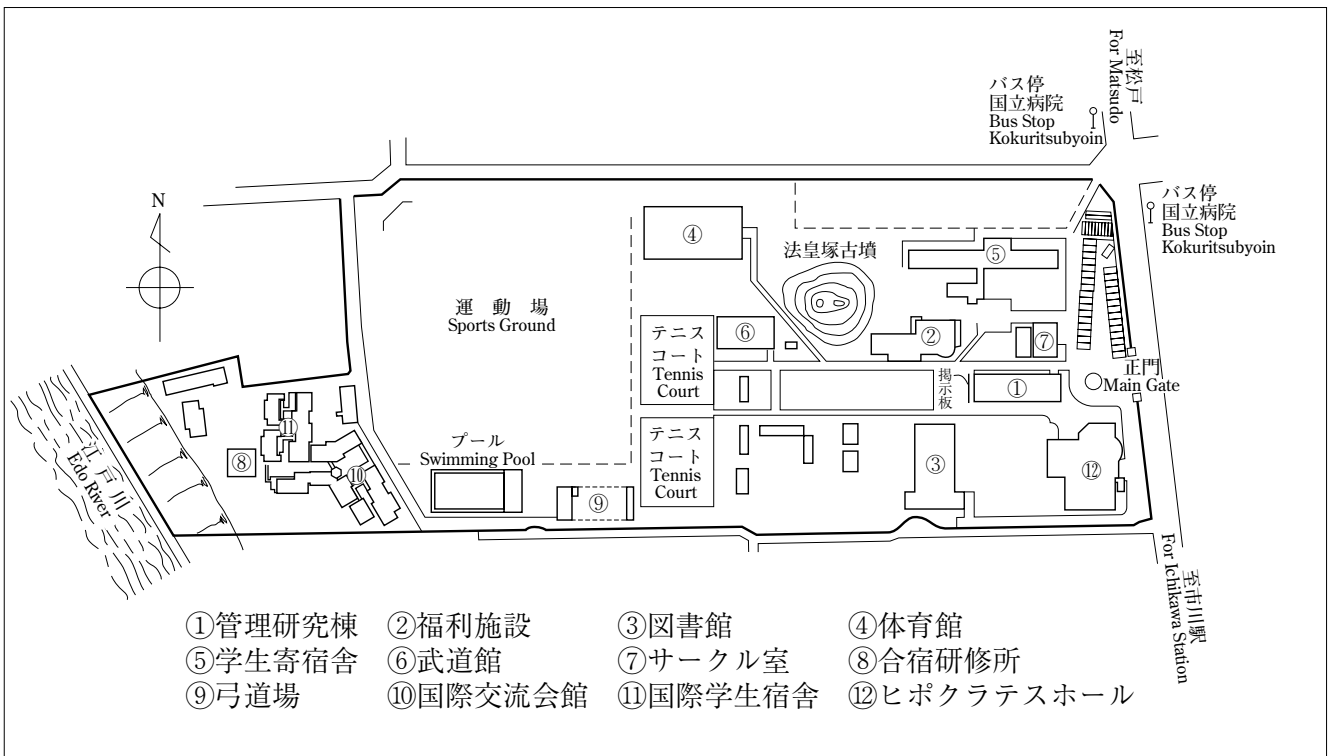 至松戸
For Matsudo
バス停
国立病院
Bus Stop
Kokuritsubyoin
バス停
国立病院
Bus Stop
Kokuritsubyoin
N
④
法皇塚古墳
⑤
運動場
Sports Ground
テニス
コート
Tennis
Court
⑥
②
⑦
正門
Main Gate
掲示板
①
江戸川
Edo River
⑪
⑧
⑩
プール
Swimming Pool
⑨
テニス
コート
Tennis
Court
③
⑫
至市川駅
For Ichikawa Station
①管理研究棟 ②福利施設 ③図書館 ④体育館
⑤学生寄宿舎 ⑥武道館 ⑦サークル室 ⑧合宿研修所
⑨弓道場 ⑩国際交流会館 ⑪国際学生宿舎 ⑫ヒポクラテスホール